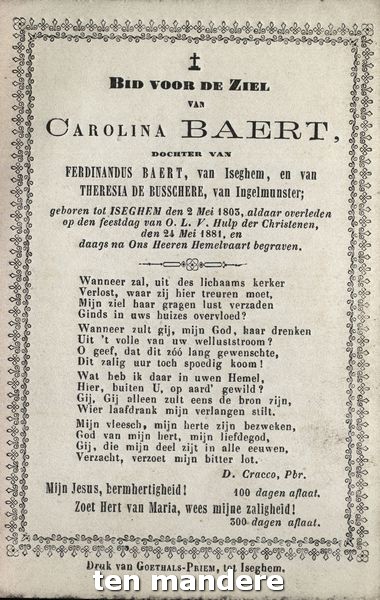 BID VOOR DE ZIEL
VAN
CAROLINA BAERT,
DOCHTER VAN
FERDINANDUS BAERT, van Iseghem, en van
THERESIA DE BUSSCHERE, van Ingelmunster;
geboren tot ISEGHEM den 2 Mei 1803, aldaar overleden
op den feestdag van O. L. V. Hulp der Christenen,
den 24 Mei 1881, en
daags na Ons Heeren Hemelvaart begraven.
Wanneer zal, uit des lichaams kerker
Verlost, waar zij hier treuren moet,
Mijn ziel haar gragen lust verzaden
Ginds in uws huizes overvloed?
Wanneer zult gij, mijn God, haar drenken
Uit 't volle van uw welluststroom?
O geef, dat dit zóó lang gewenschte,
Dit zalig uur toch spoedig koom!
Wat heb ik daar in uwen Hemel,
Hier, buiten U, op aard' gewild?
Gij, Gij alleen zult eens de bron zijn,
Wier laafdrank mijn verlangen stilt.
Mijn vleesch, mijn herte zijn bezweken,
God van mijn hert, mijn liefdegod,
Gij, die mijn deel zijt in alle eeuwen,
Verzacht, verzoet mijn bitter lot.
D. Cracco, Pbr.
Mijn Jesus, bermhertigheid! 100 dagen aflaat.
Zoet Hert van Maria, wees mijne zaligheid!
300 dagen aflaat.
Druk van GOETHALS-PRIEM, tot Iseghem.
ten mandere